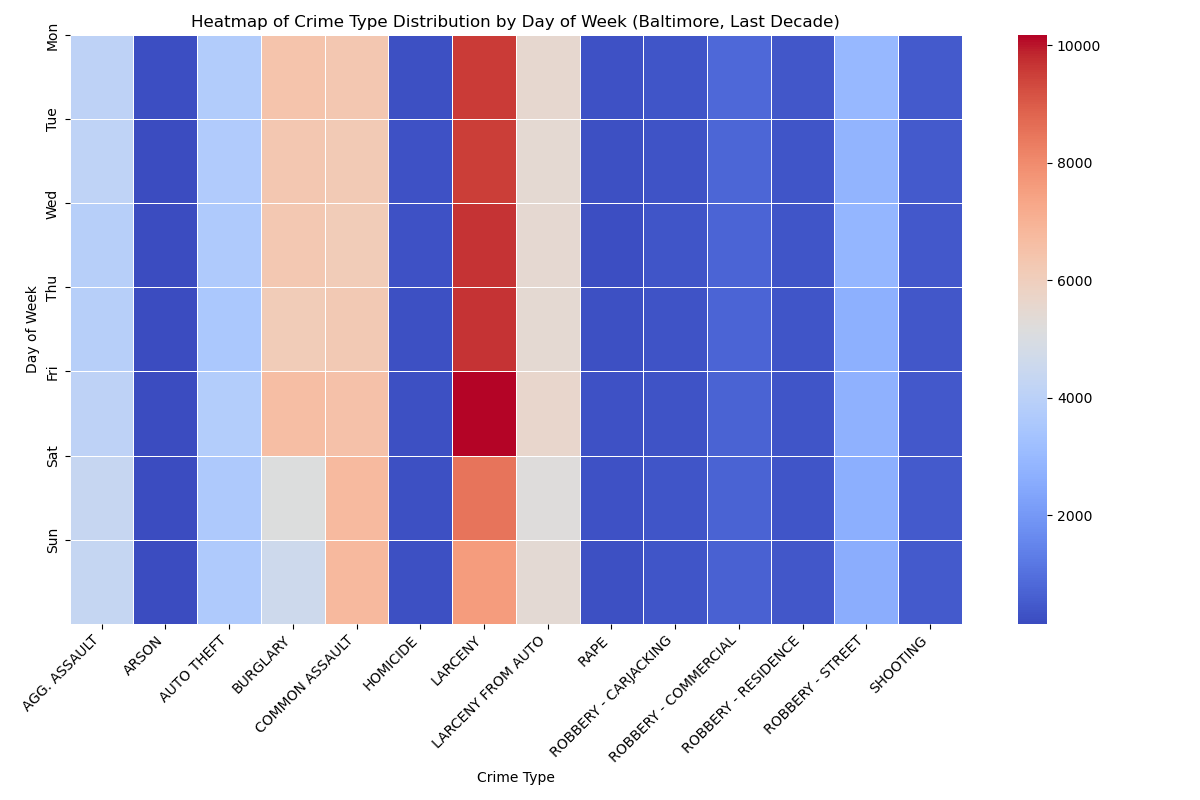 Heatmap of Crime Type Distribution by Day of Week (Baltimore, Last Decade)
Day of Week
Mon
Tue
Wed
Thu
Fri
Sat
Sun
AGG. ASSAULT
ARSON
AUTO THEFT
BURGLARY
COMMON ASSAULT
HOMICIDE
LARCENY
LARCENY FROM AUTO
RAPE
ROBBERY - CARJACKING
ROBBERY - COMMERCIAL
ROBBERY - RESIDENCE
ROBBERY - STREET
SHOOTING
Crime Type
10000
8000
6000
4000
2000